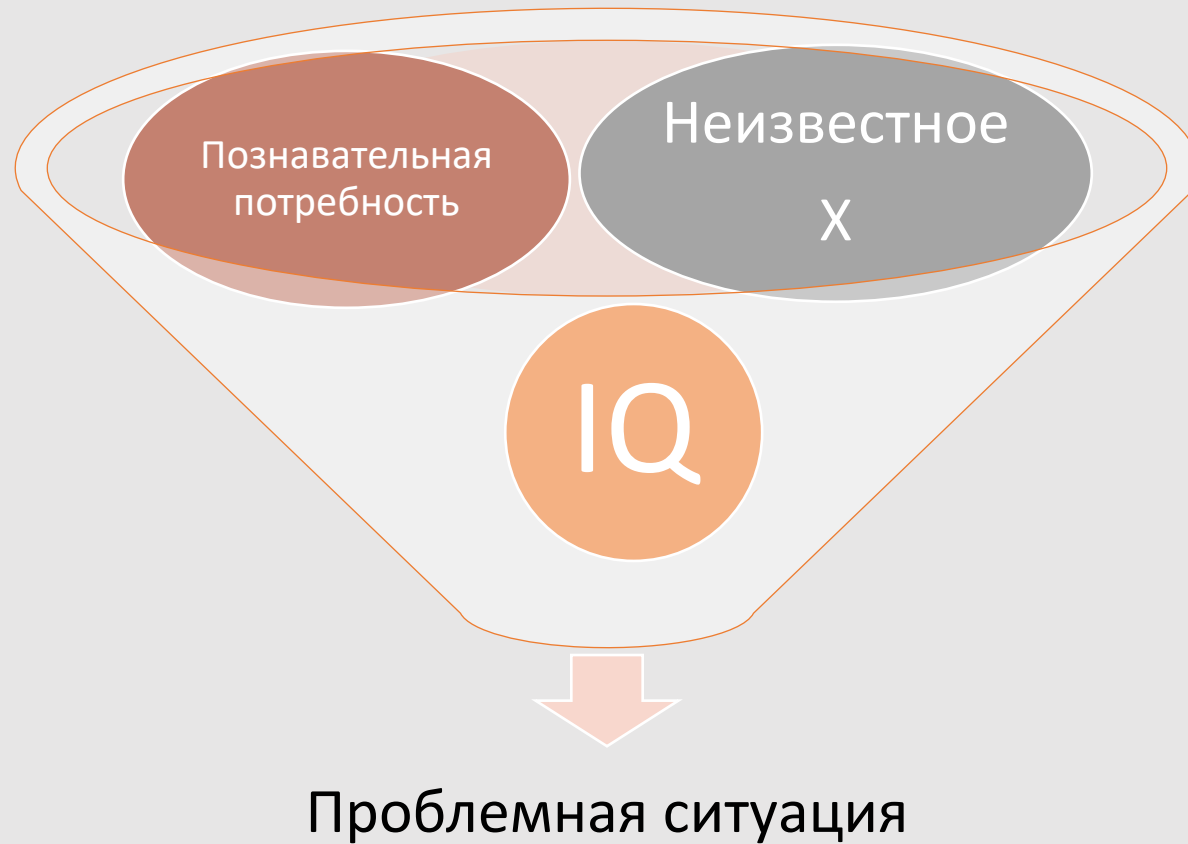 Познавательная
потребность
Неизвестное
X
IQ
Проблемная ситуация